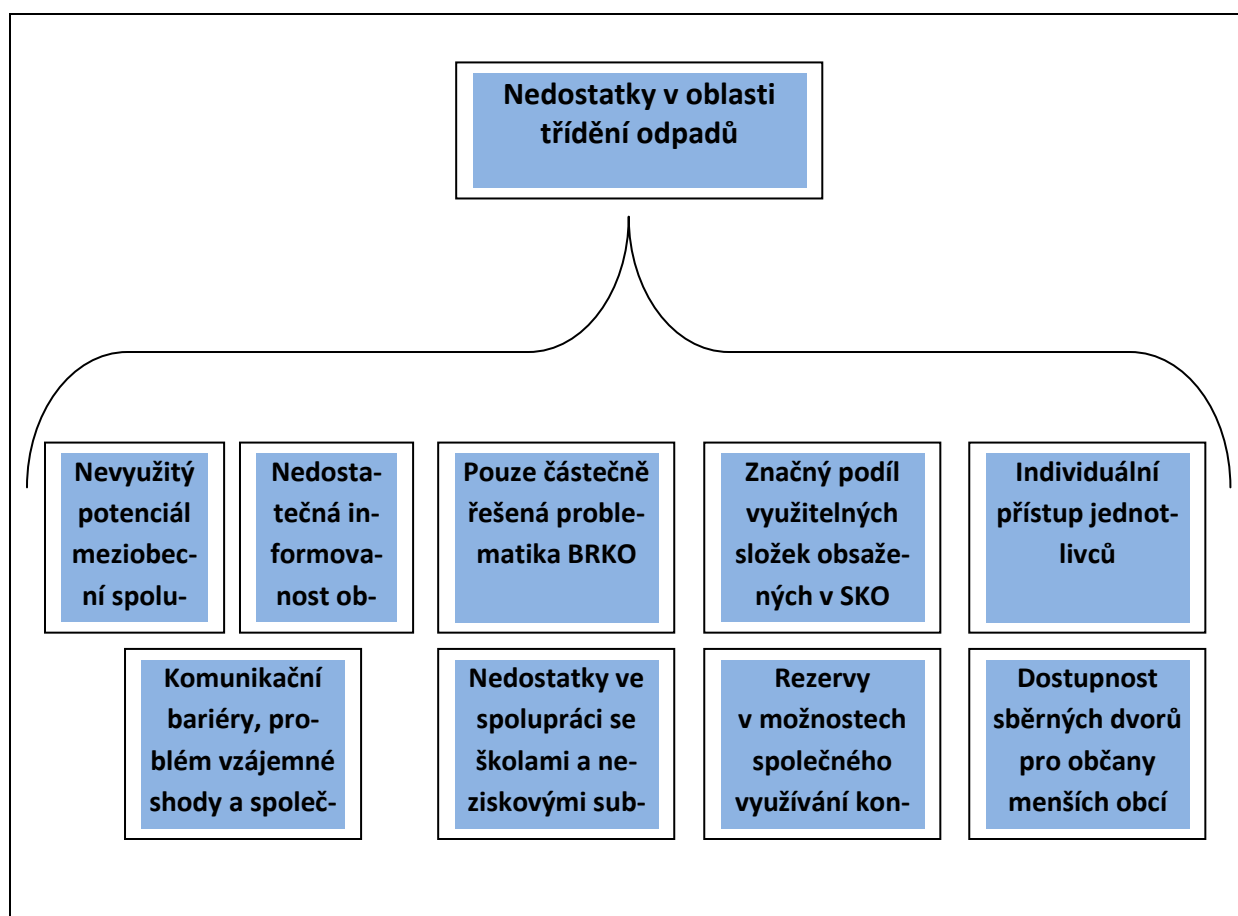 Nedostatky v oblasti
třídění odpadů
Nevyužitý
potenciál
meziobec-
ní spolu-
Nedosta-
tečná in-
formova-
nost ob-
Pouze částečně
řešená proble-
matika BRKO
Značný podíl
využitelných
složek obsaže-
ných v SKO
Individuální
přístup jednot-
livců
Komunikační
bariéry, pro-
blém vzájemné
shody a společ-
Nedostatky ve
spolupráci se
školami a ne-
ziskovými sub-
Rezervy
v možnostech
společného
využívání kon-
Dostupnost
sběrných dvorů
pro občany
menších obcí